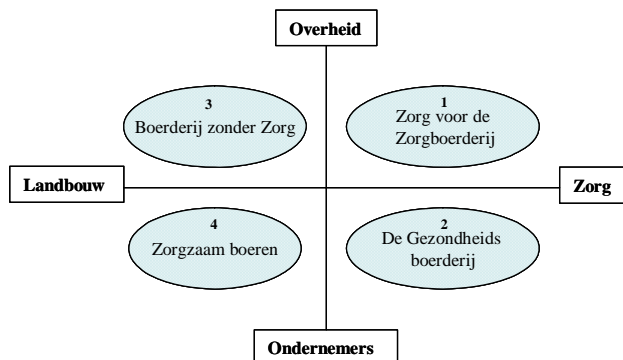 Overheid
3
Boerderij zonder Zorg
1
Zorg voor de
Zorgboerderij
Landbouw
Zorg
4
Zorgzaam boeren
2
De Gezondheids
boerderij
Ondernemers